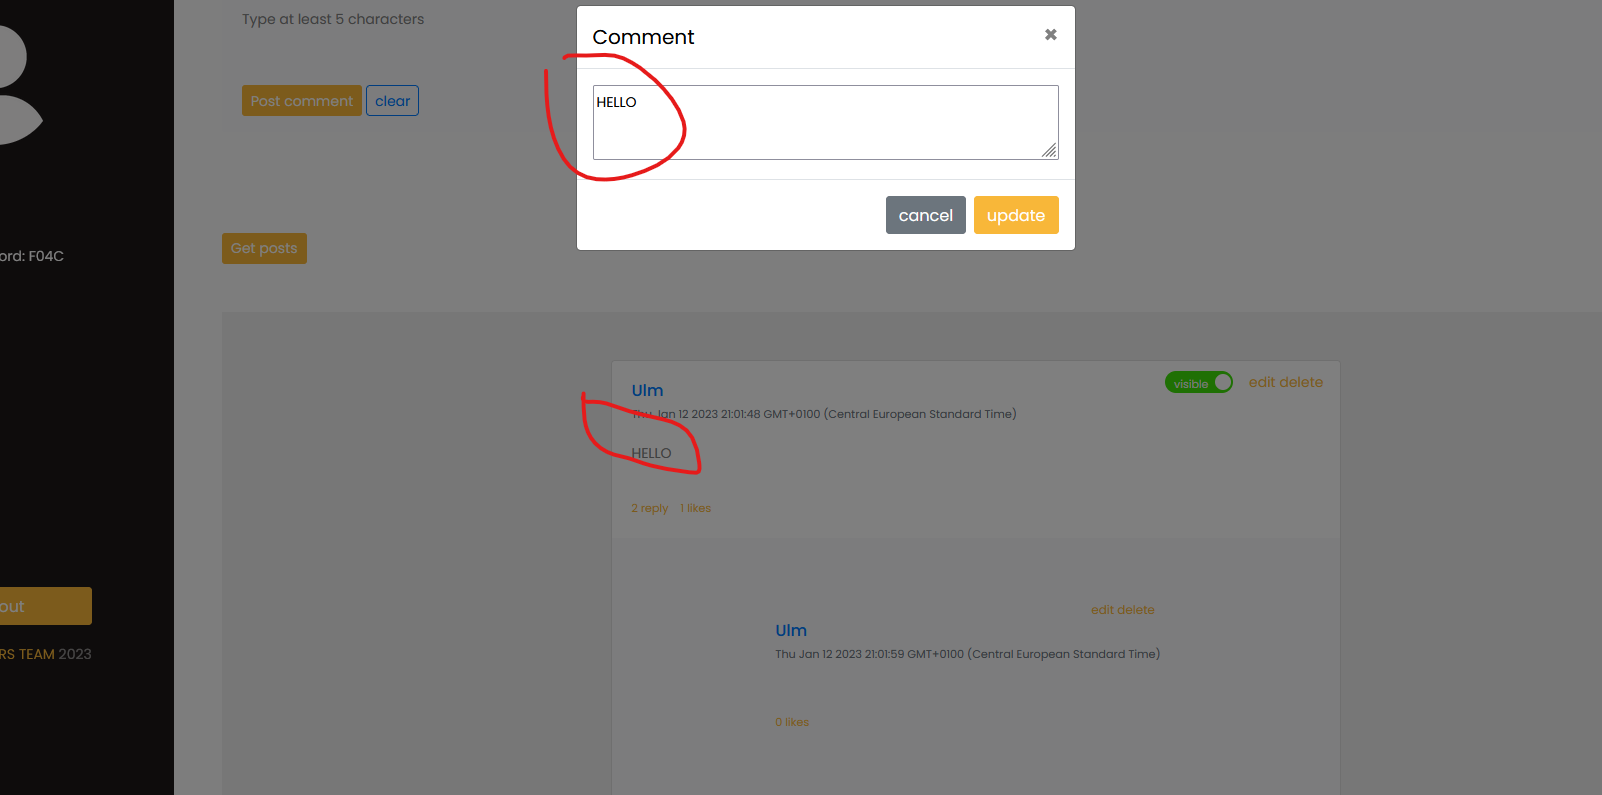 Type at least 5 characters
Post comment clear
Comment
HELLO
cancel update
ord: F04C
Get posts
Ulm
visible edit delete
Thu Jan 12 2023 21:01:48 GMT+0100 (Central European Standard Time)
HELLO
2 reply 1 likes
edit delete
Ulm
Thu Jan 12 2023 21:01:59 GMT+0100 (Central European Standard Time)
0 likes
out
RS TEAM 2023